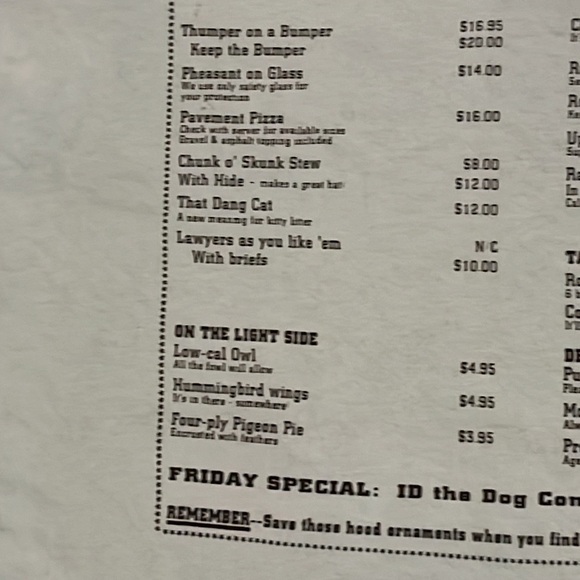 Thumper on a Bumper $16.95
Keep the Bumper $20.00
Pheasant on Glass $14.00
We use only safety glass for
your protection
Pavement Pizza $16.00
Check with server for available sizes
Gravel & asphalt topping included
Chunk o' Skunk Stew $9.00
With Hide - makes a great hat $12.00
That Dang Cat $12.00
A new meaning for kitty litter
Lawyers as you like 'em N/C
With briefs $10.00
ON THE LIGHT SIDE
Low-cal Owl $4.95
All the fowl will allow
Hummingbird wings $4.95
It's in there - somewhere
Four-ply Pigeon Pie $3.95
Encrusted with feathers
FRIDAY SPECIAL: ID the Dog Con
REMEMBER--Save those hood ornaments when you find